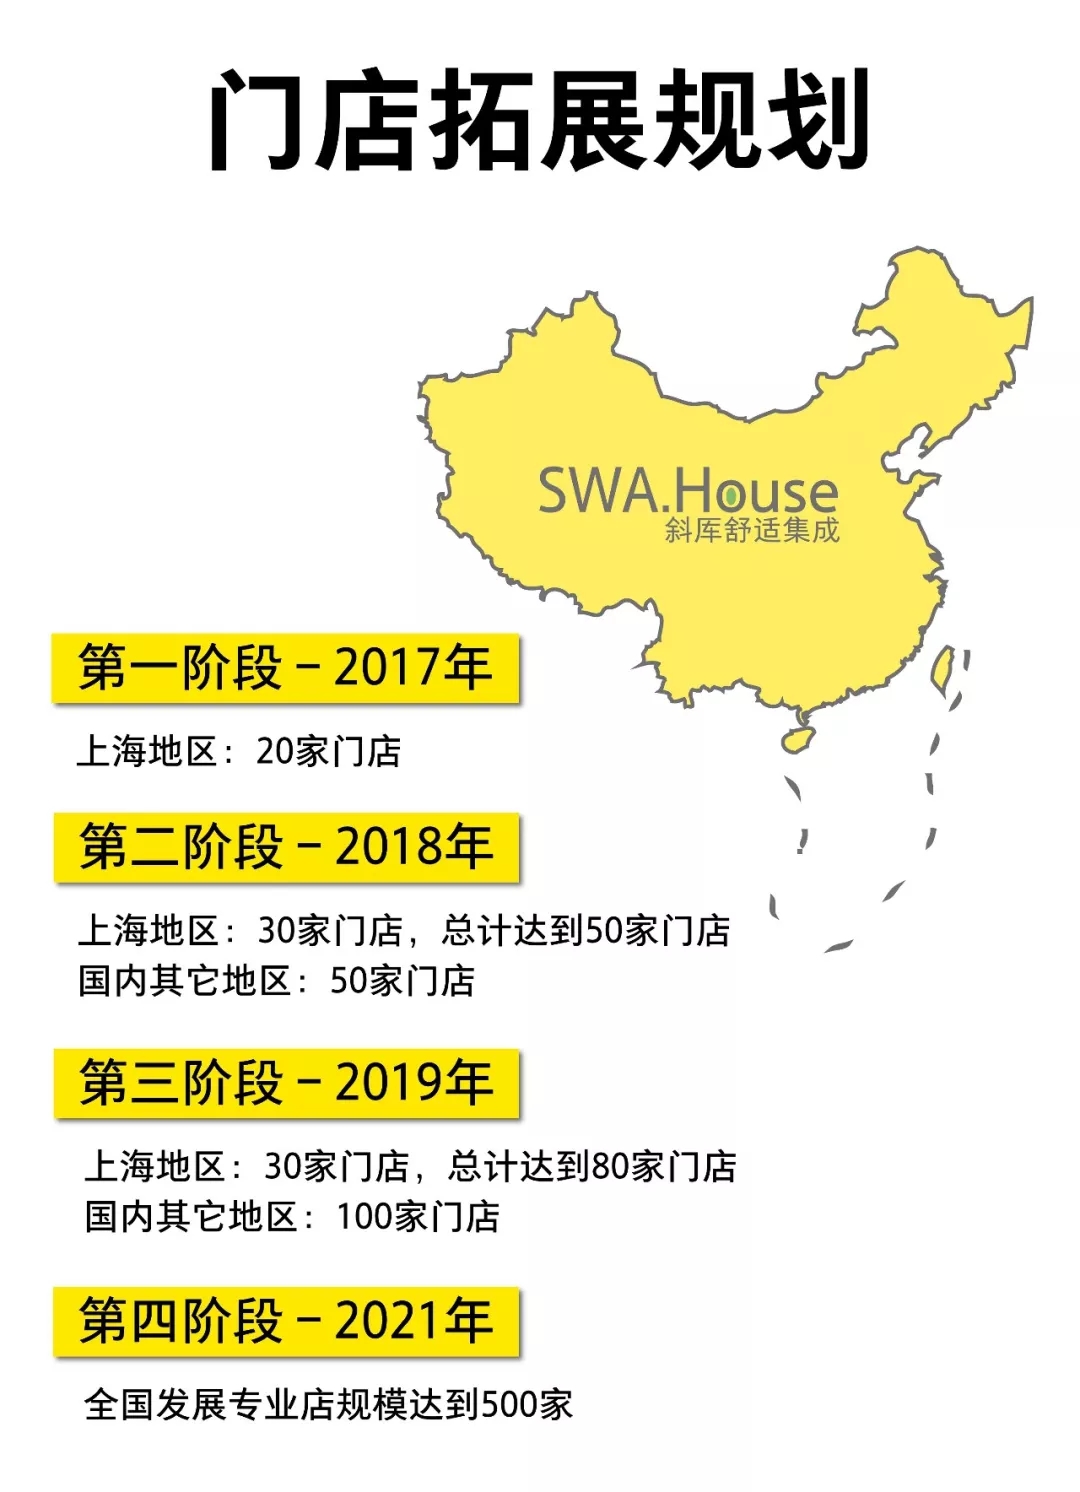 门店拓展规划
SWA.House
斜厍舒适集成
第一阶段－2017年
上海地区：20家门店
第二阶段－2018年
上海地区：30家门店，总计达到50家门店
国内其它地区：50家门店
第三阶段－2019年
上海地区：30家门店，总计达到80家门店
国内其它地区：100家门店
第四阶段－2021年
全国发展专业店规模达到500家